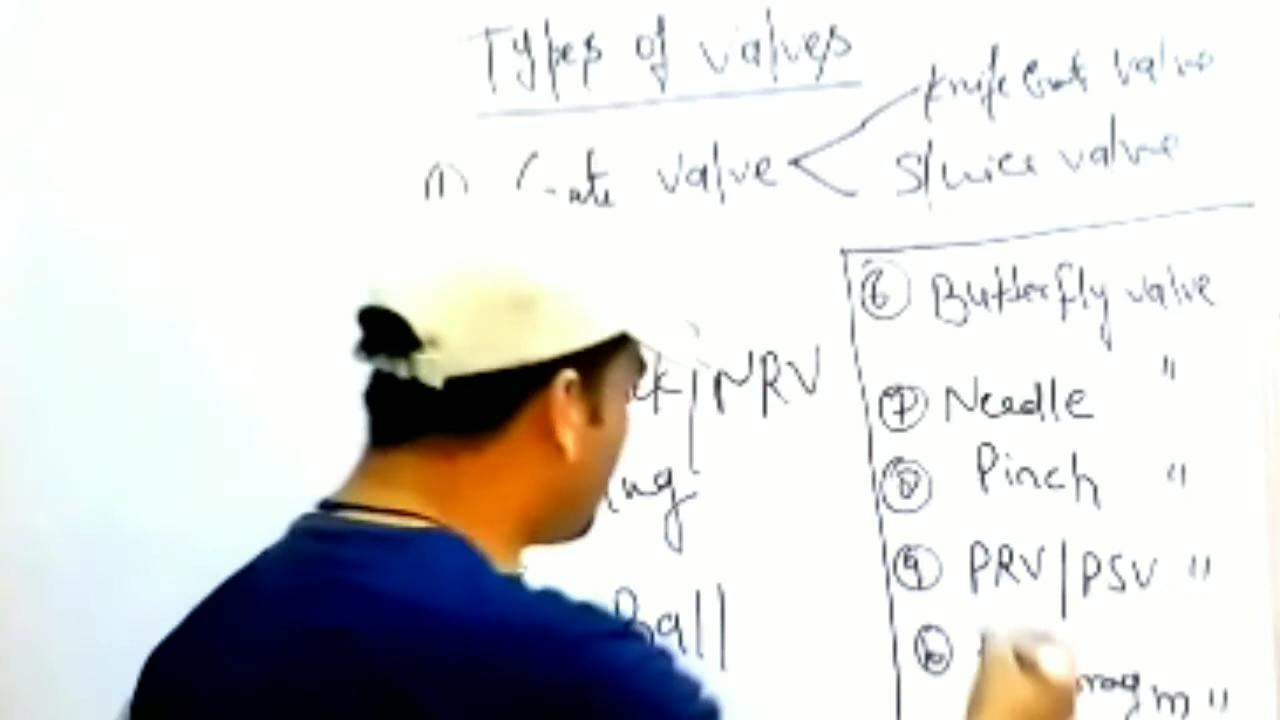 Types of valves
(1) Gate valve
Knife Gate valve
Sluice valve
NRV
Ball
(6) Butterfly valve
(7) Needle "
(8) Pinch "
(9) PRV|PSV "
(10)